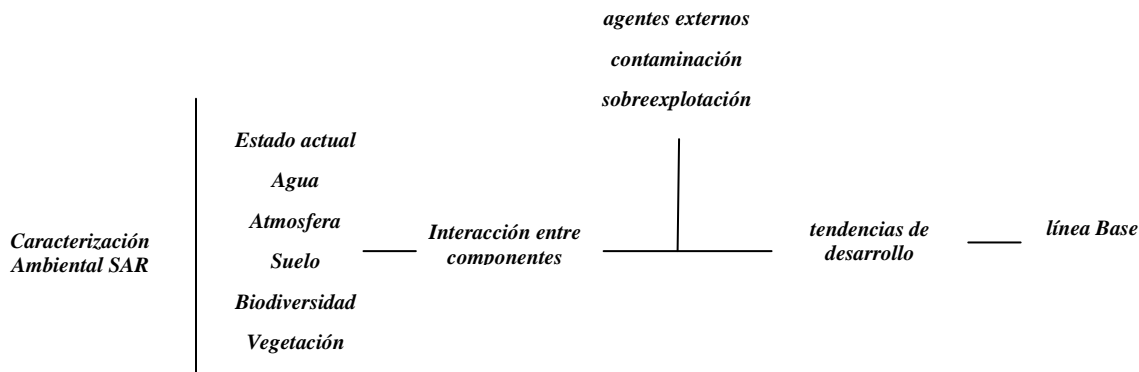 agentes externos
contaminación
sobreexplotación
Estado actual
Agua
Atmosfera
Suelo
Biodiversidad
Vegetación
Caracterización
Ambiental SAR
Interacción entre
componentes
tendencias de
desarrollo
línea Base